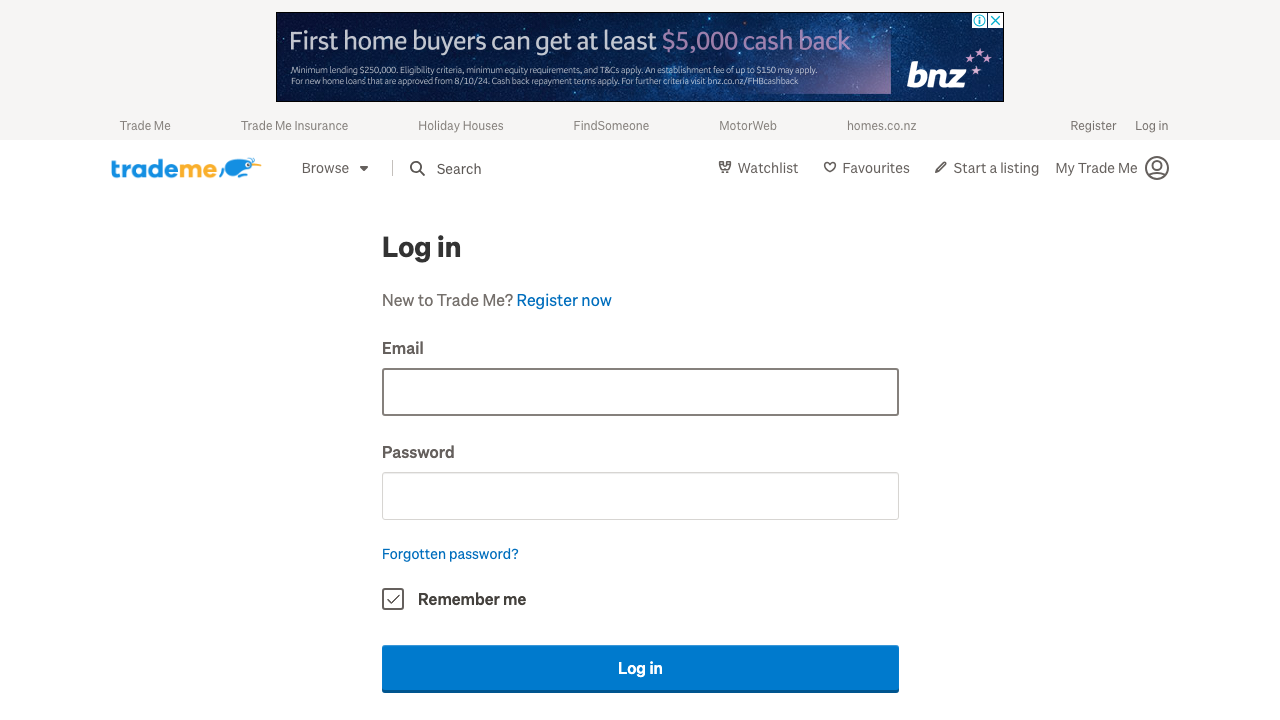 First home buyers can get at least $5,000 cash back
Minimum lending $250,000. Eligibility criteria, minimum equity requirements, and T&Cs apply. An establishment fee of up to $150 may apply.
For new home loans that are approved from 8/10/24. Cash back repayment terms apply. For further criteria visit bnz.co.nz/FHBcashback
bnz
Trade Me Trade Me Insurance Holiday Houses FindSomeone MotorWeb homes.co.nz Register Log in
trademe Browse Search Watchlist Favourites Start a listing My Trade Me
Log in
New to Trade Me? Register now
Email
Password
Forgotten password?
Remember me
Log in